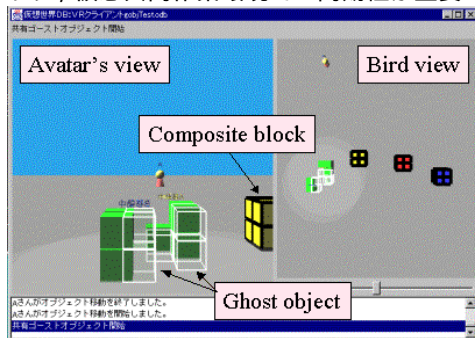 仮想世界DB:VRクライアント:gobjTest.db
共有ゴーストオブジェクト開始
Avatar's view
Bird view
Composite block
Ghost object
Aさんがオブジェクト移動を終了しました。
Aさんがオブジェクト移動を開始しました。
共有ゴーストオブジェクト開始